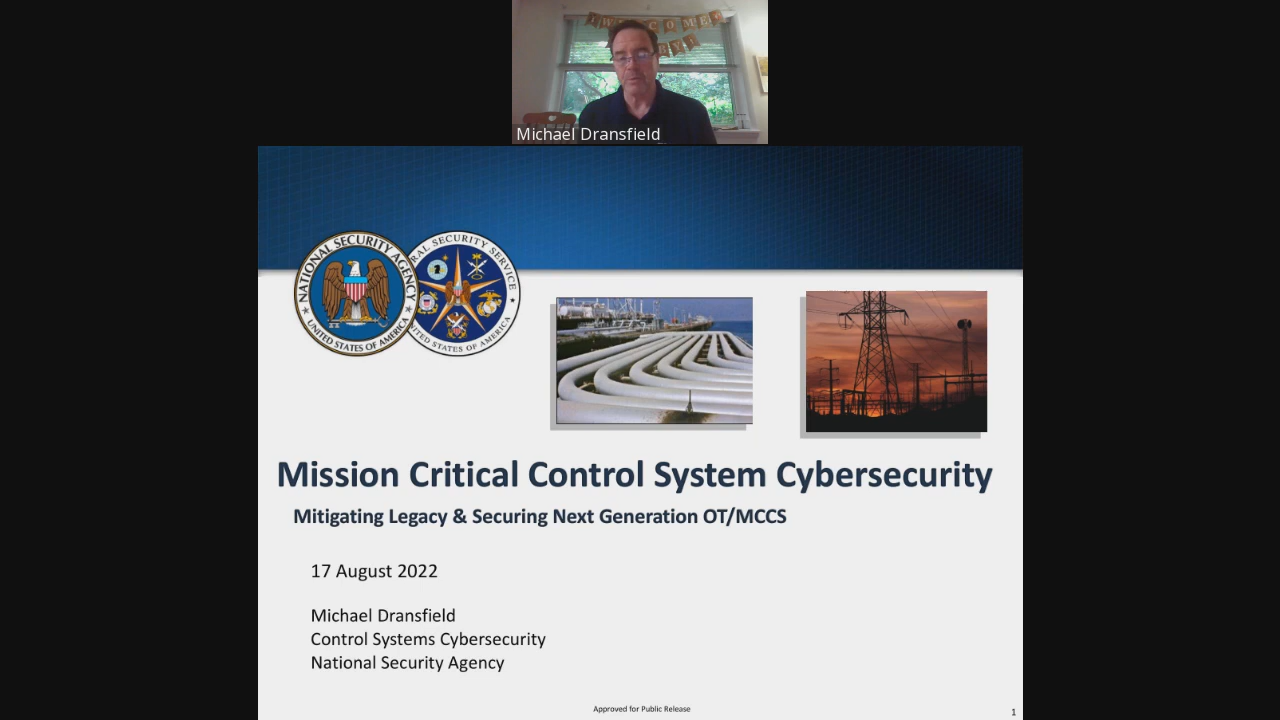 WELCOME
Michael Dransfield
NATIONAL SECURITY AGENCY
UNITED STATES OF AMERICA
RAL SECURITY SERVICE
UNITED STATES OF AMERICA
Mission Critical Control System Cybersecurity
Mitigating Legacy & Securing Next Generation OT/MCCS
17 August 2022
Michael Dransfield
Control Systems Cybersecurity
National Security Agency
Approved for Public Release
1